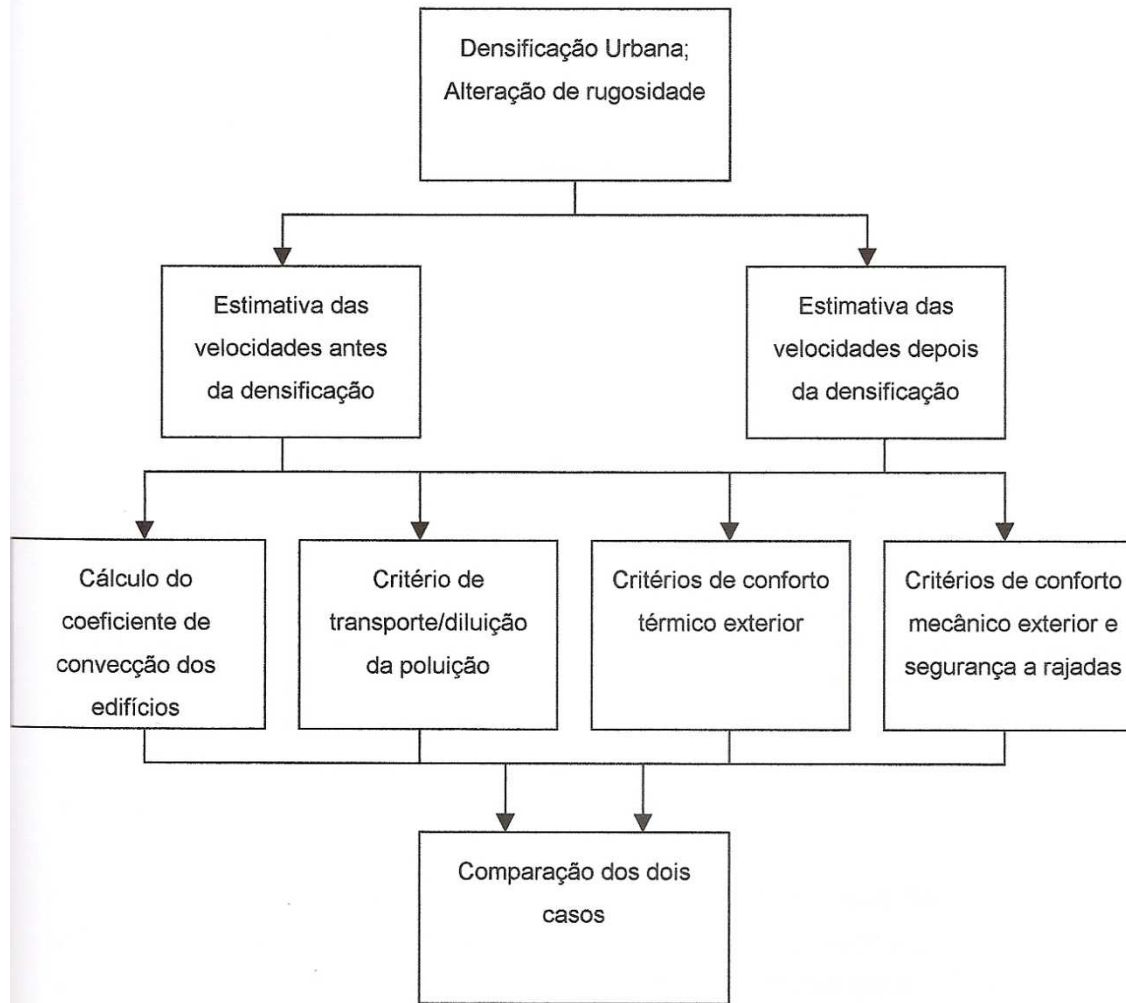 Densificação Urbana;
Alteração de rugosidade
Estimativa das
velocidades antes
da densificação
Estimativa das
velocidades depois
da densificação
Cálculo do
coeficiente de
convecção dos
edifícios
Critério de
transporte/diluição
da poluição
Critérios de conforto
térmico exterior
Critérios de conforto
mecânico exterior e
segurança a rajadas
Comparação dos dois
casos